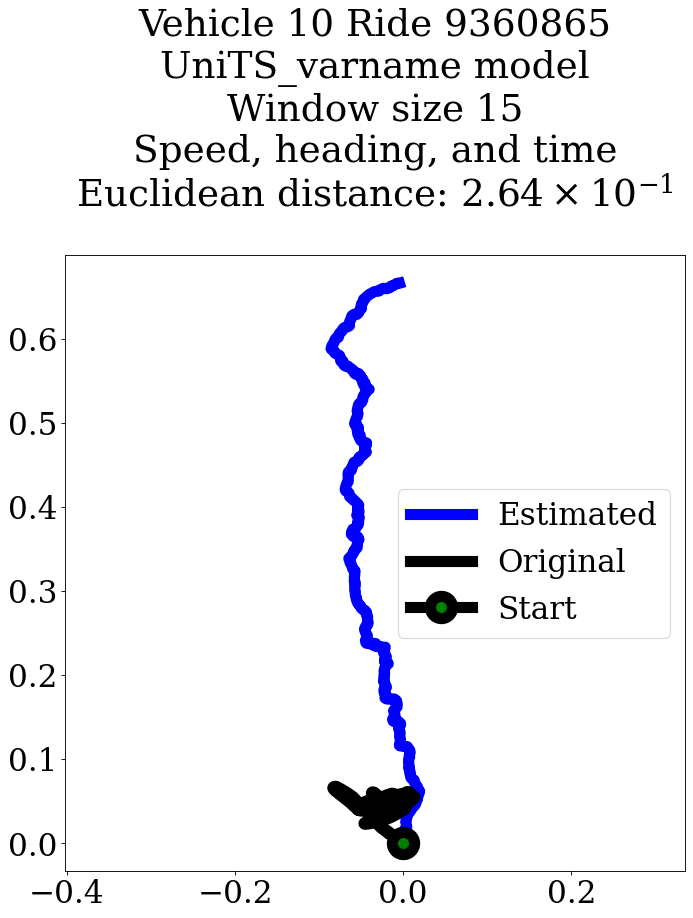 Vehicle 10 Ride 9360865
UniTS_varname model
Window size 15
Speed, heading, and time
Euclidean distance: 2.64 × 10⁻¹
0.6
0.5
0.4
0.3
0.2
0.1
0.0
Estimated
Original
Start
−0.4
−0.2
0.0
0.2